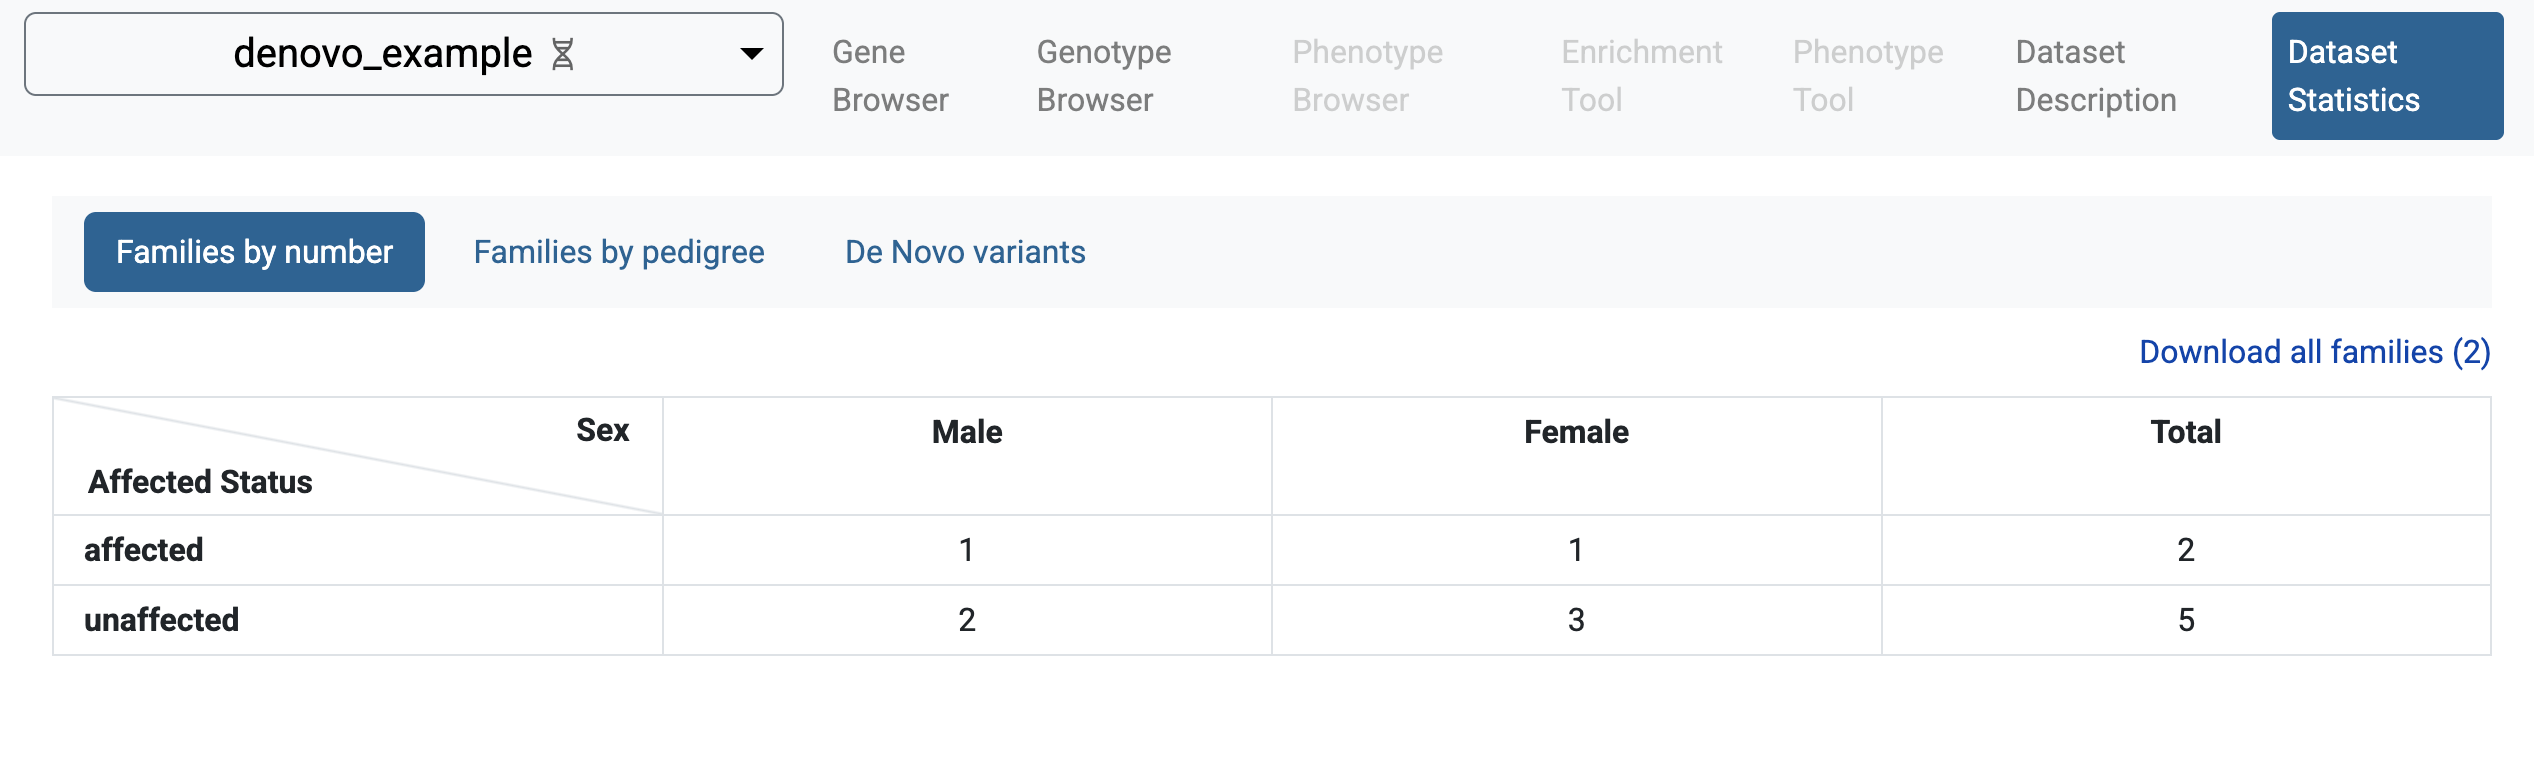 denovo_example
Gene Browser
Genotype Browser
Phenotype Browser
Enrichment Tool
Phenotype Tool
Dataset Description
Dataset Statistics
Families by number
Families by pedigree
De Novo variants
Download all families (2)
Sex
Affected Status
Male
Female
Total
affected 1 1 2
unaffected 2 3 5